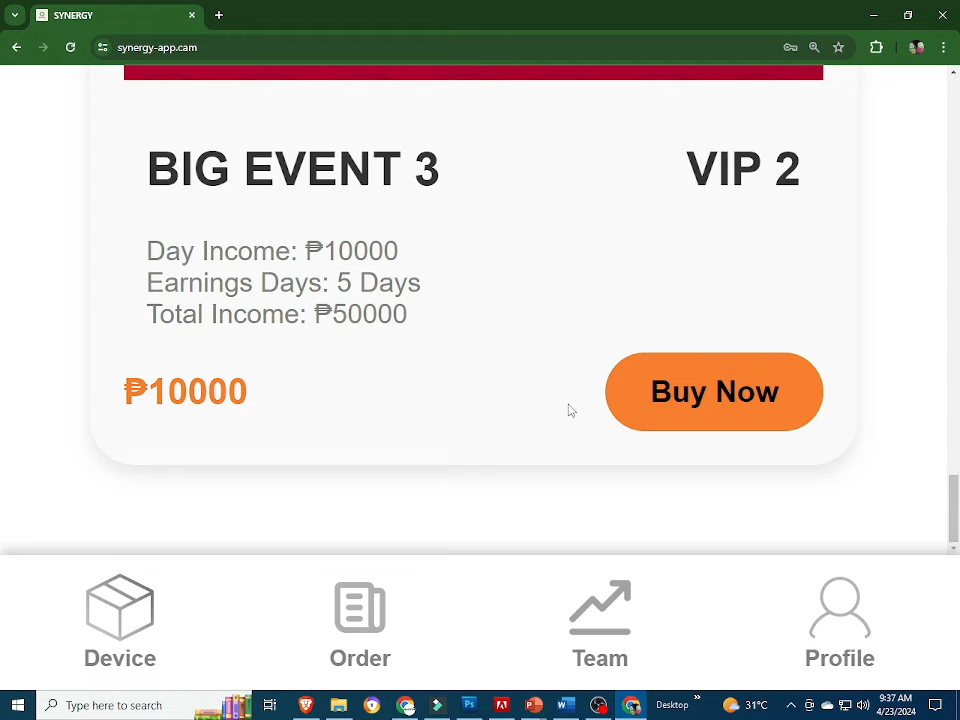 SYNERGY
synergy-app.cam
BIG EVENT 3
VIP 2
Day Income: ₱10000
Earnings Days: 5 Days
Total Income: ₱50000
₱10000
Buy Now
Device
Order
Team
Profile
Type here to search
Ps
Desktop
31°C
9:37 AM
4/23/2024